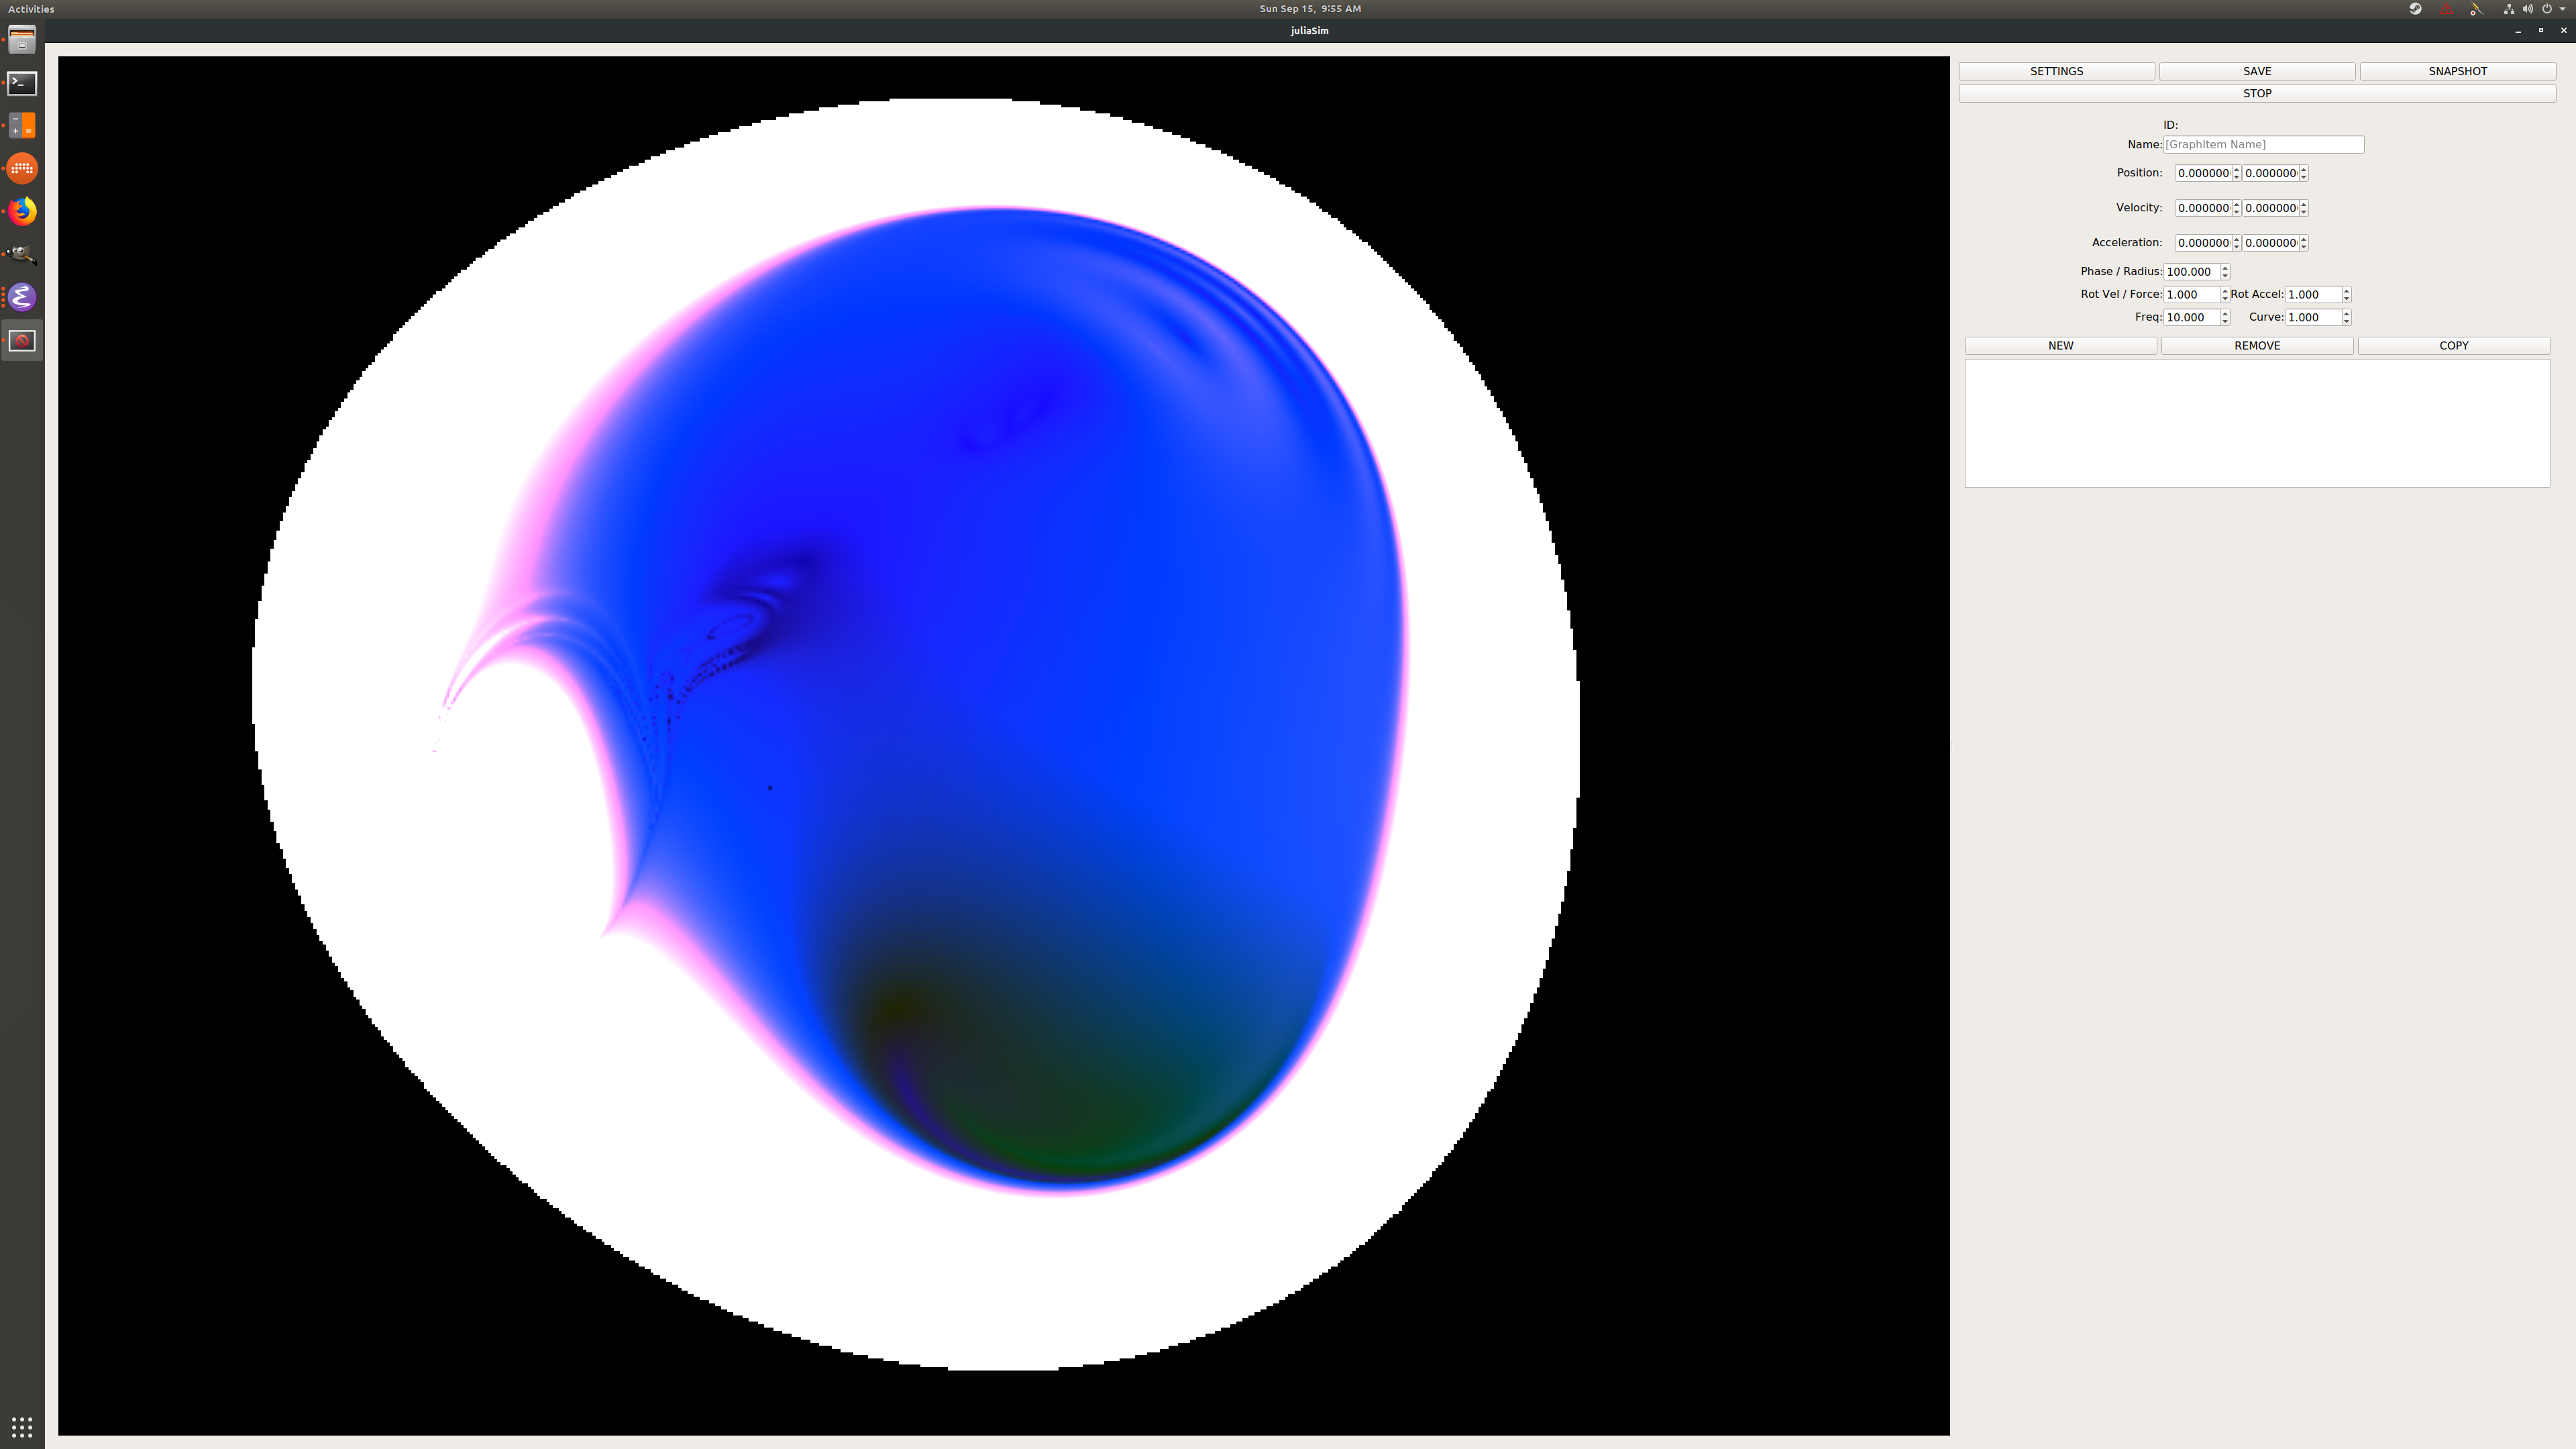 Activities
Sun Sep 15, 9:55 AM
juliaSim
SETTINGS SAVE SNAPSHOT
STOP
ID:
Name: [GraphItem Name]
Position: 0.000000 0.000000
Velocity: 0.000000 0.000000
Acceleration: 0.000000 0.000000
Phase / Radius: 100.000
Rot Vel / Force: 1.000 Rot Accel: 1.000
Freq: 10.000 Curve: 1.000
NEW REMOVE COPY